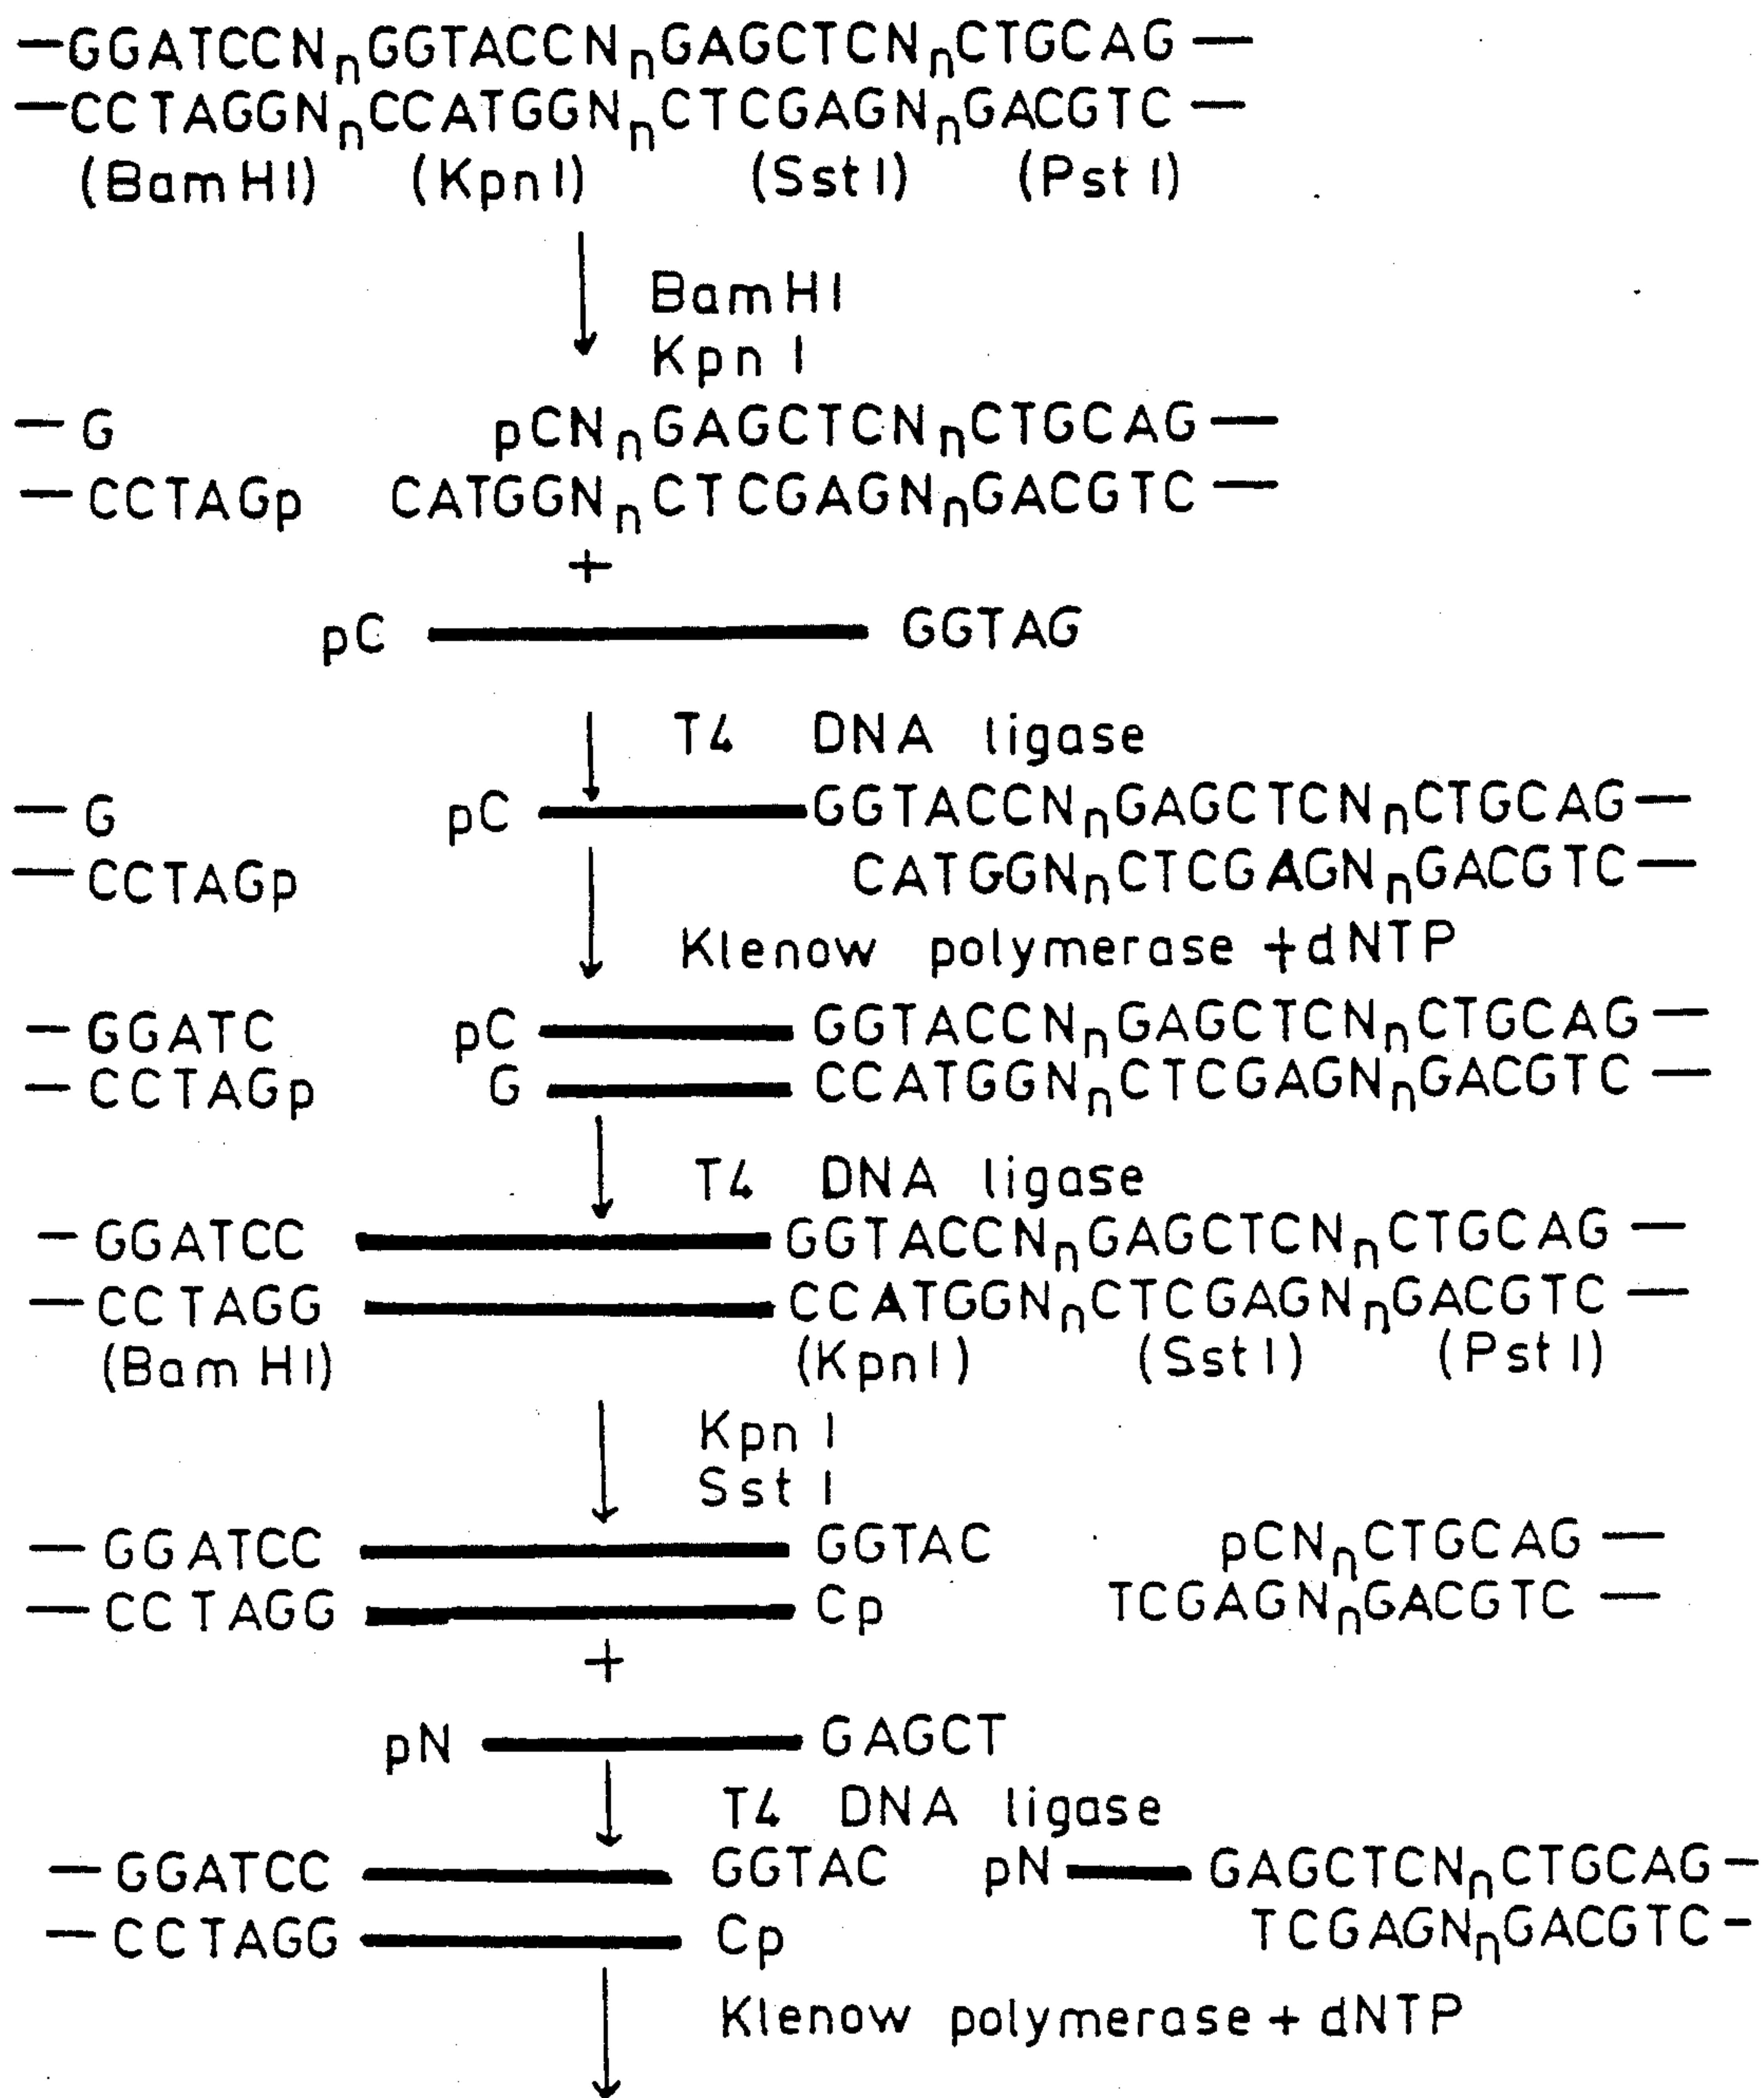 —GGATCCNnGGTACCNnGAGCTCNnCTGCAG—
—CCTAGGNnCCATGGNnCTCGAGNnGACGTC—
(BamHI) (KpnI) (SstI) (PstI)
BamHI
KpnI
—G pCNnGAGCTCNnCTGCAG—
—CCTAGp CATGGNnCTCGAGNnGACGTC—
+
pC GGTAG
T4 DNA ligase
—G pC GGTACCNnGAGCTCNnCTGCAG—
—CCTAGp CATGGNnCTCGAGNnGACGTC—
Klenow polymerase +dNTP
—GGATC pC GGTACCNnGAGCTCNnCTGCAG—
—CCTAGp G CCATGGNnCTCGAGNnGACGTC—
T4 DNA ligase
—GGATCC GGTACCNnGAGCTCNnCTGCAG—
—CCTAGG CCATGGNnCTCGAGNnGACGTC—
(BamHI) (KpnI) (SstI) (PstI)
KpnI
SstI
—GGATCC GGTAC pCNnCTGCAG—
—CCTAGG Cp TCGAGNnGACGTC—
+
pN GAGCT
T4 DNA ligase
—GGATCC GGTAC pN GAGCTCNnCTGCAG—
—CCTAGG Cp TCGAGNnGACGTC—
Klenow polymerase + dNTP